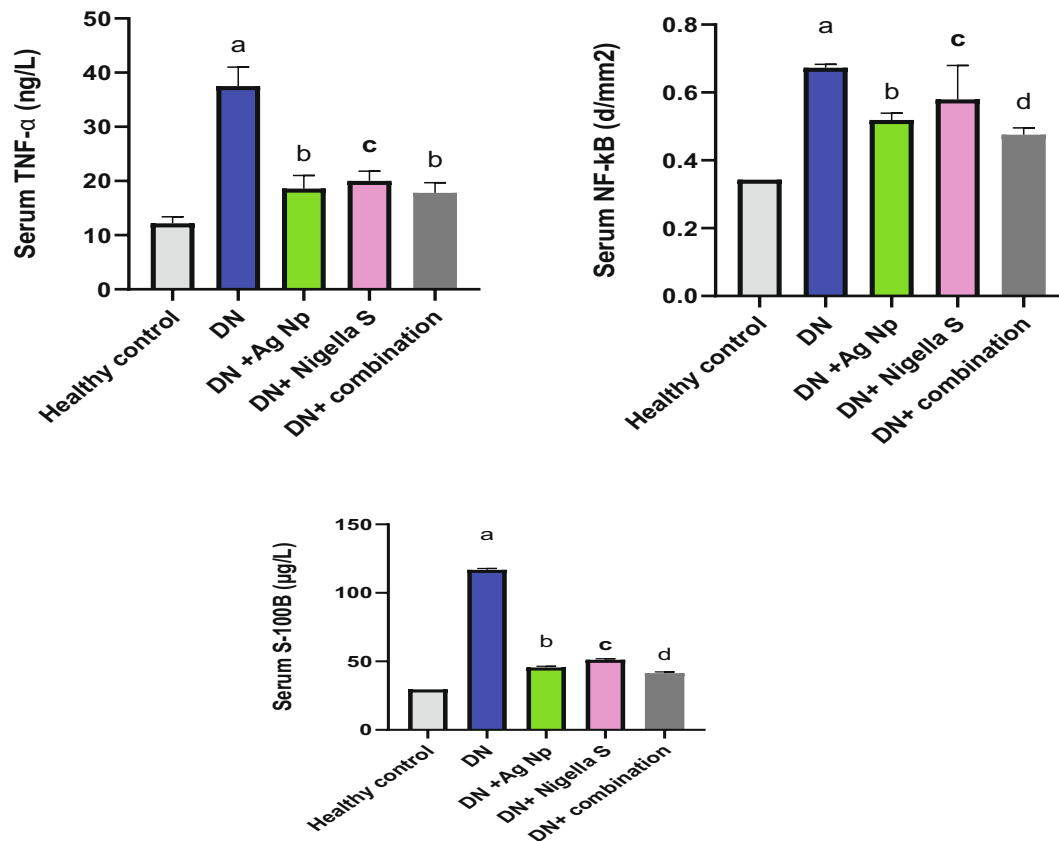 Serum TNF-α (ng/L)
50
40
30
20
10
0
a
b
c
b
Healthy control
DN
DN +Ag Np
DN+ Nigella S
DN+ combination
Serum NF-kB (d/mm2)
0.8
0.6
0.4
0.2
0.0
a
b
c
d
Healthy control
DN
DN +Ag Np
DN+ Nigella S
DN+ combination
Serum S-100B (μg/L)
150
100
50
0
a
b
c
d
Healthy control
DN
DN +Ag Np
DN+ Nigella S
DN+ combination